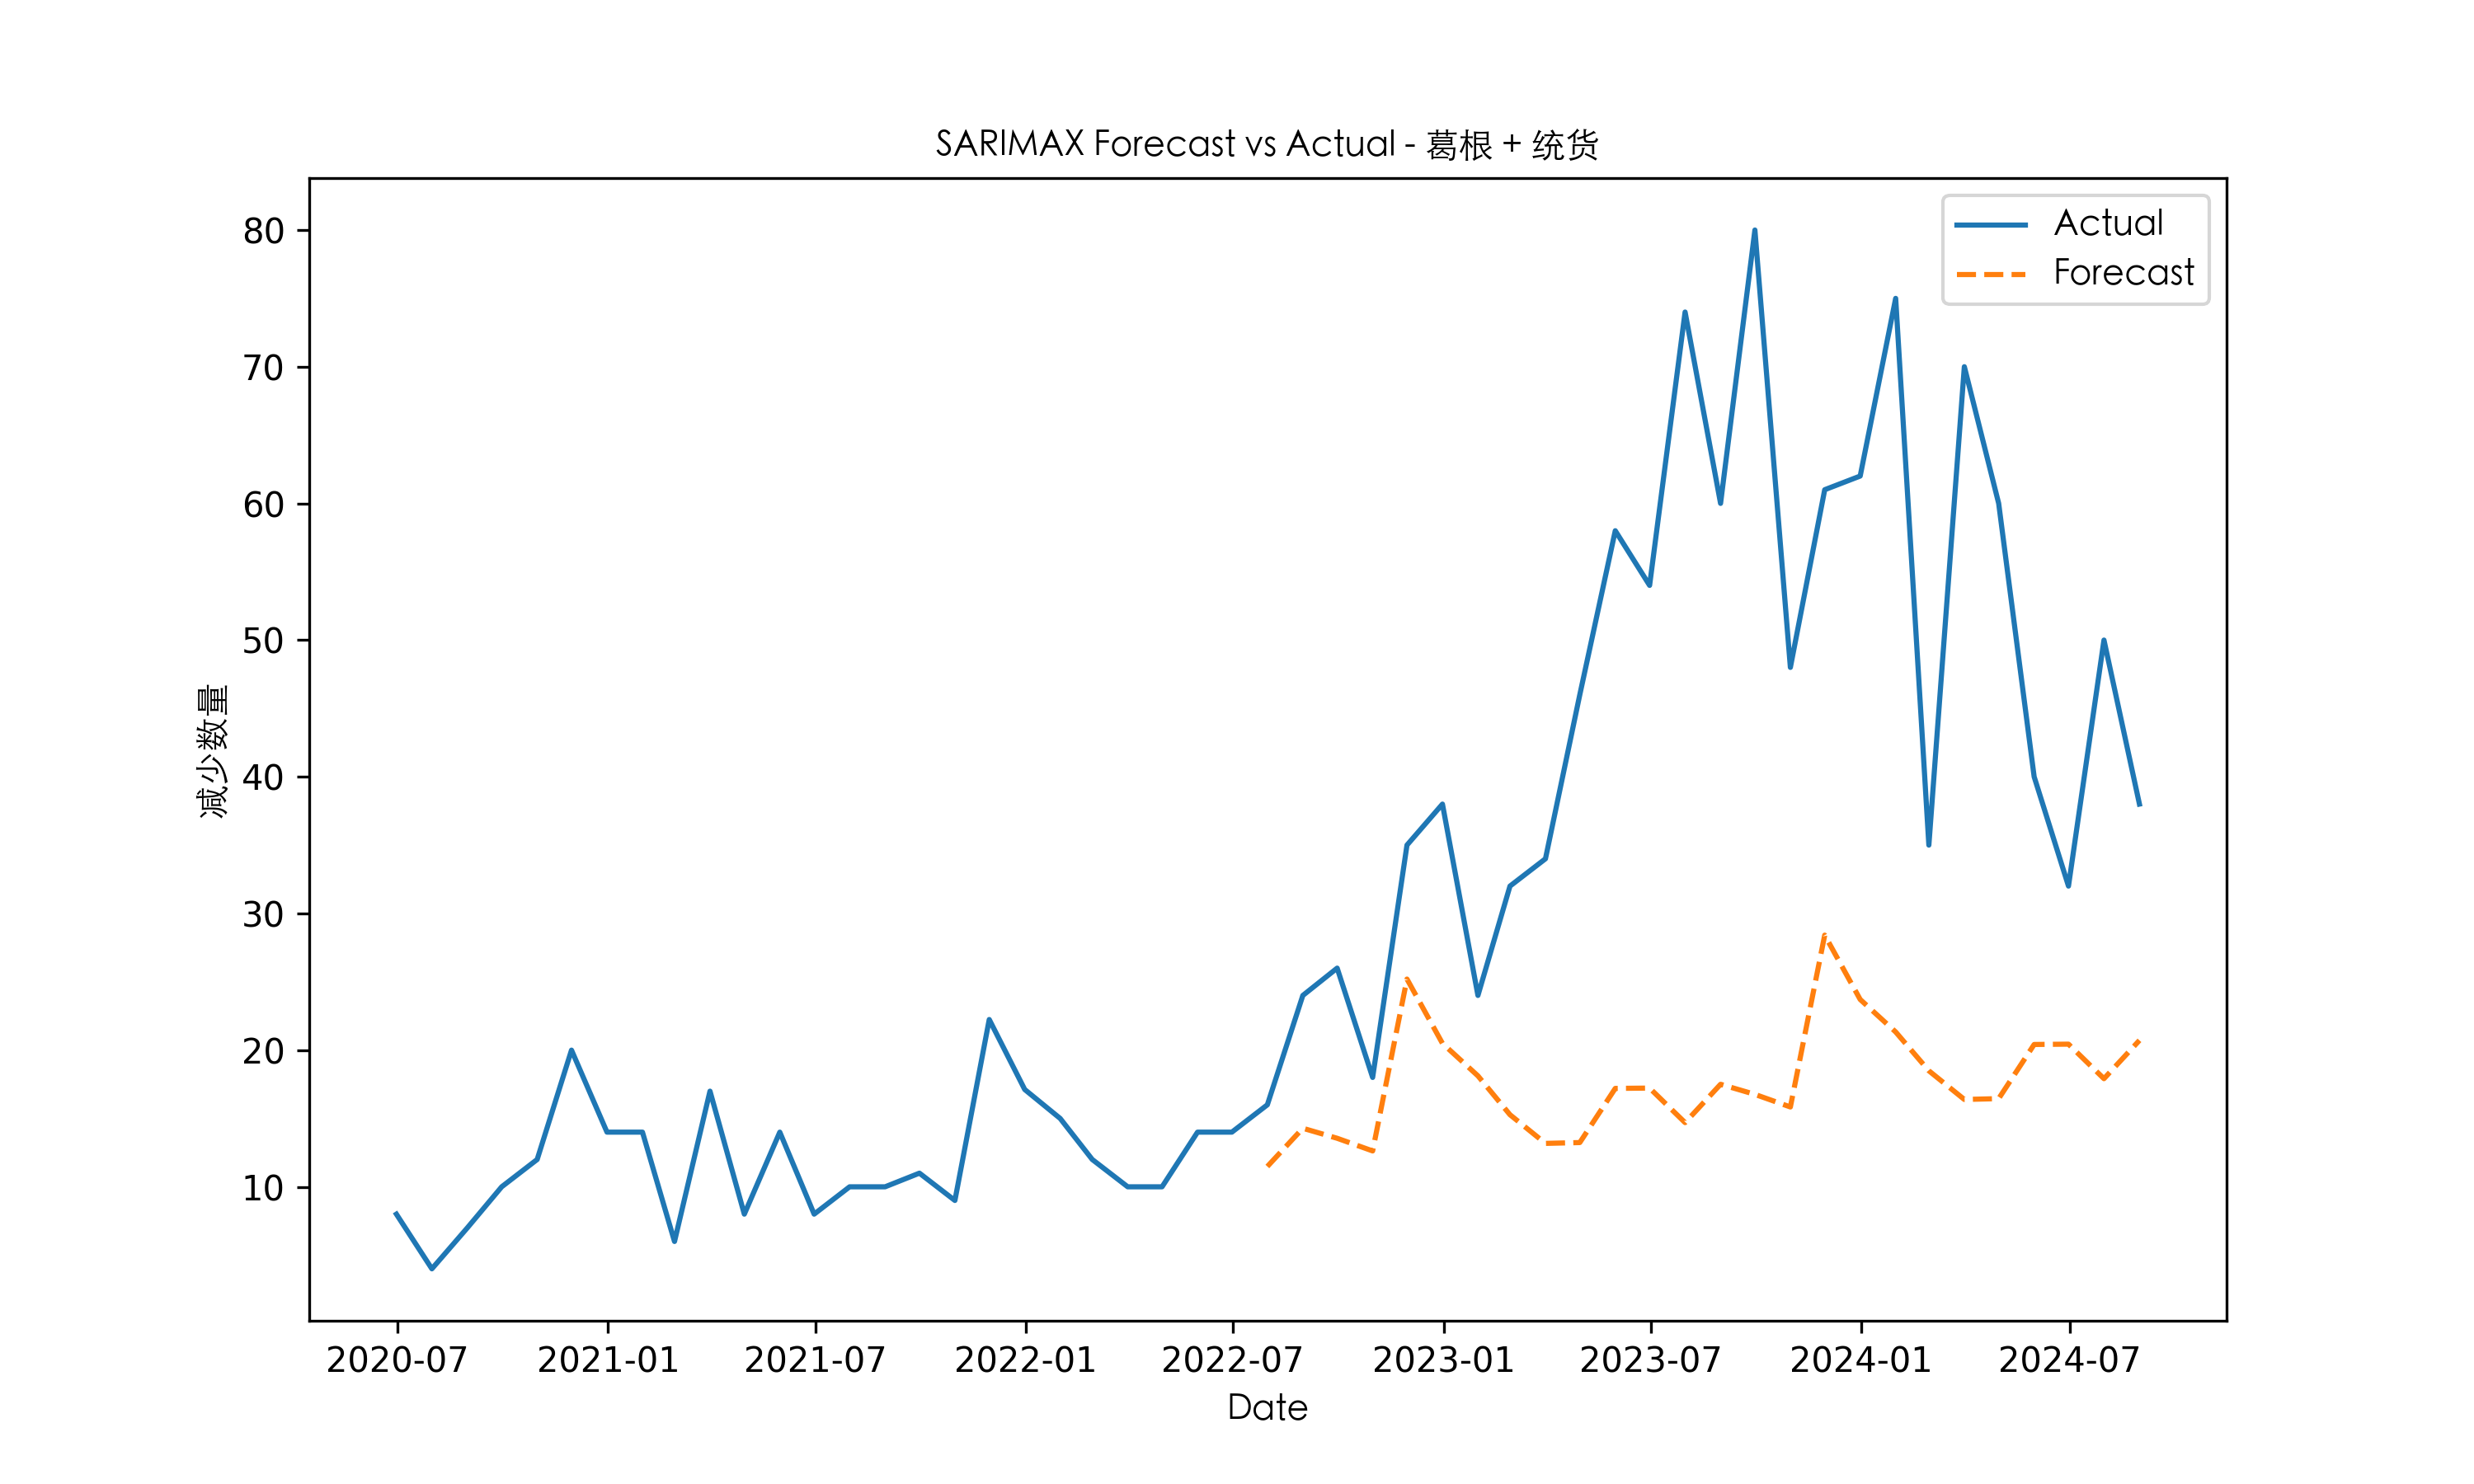 SARIMAX Forecast vs Actual - 葛根 + 统货
Actual
Forecast
减少数量
80
70
60
50
40
30
20
10
2020-07 2021-01 2021-07 2022-01 2022-07 2023-01 2023-07 2024-01 2024-07
Date